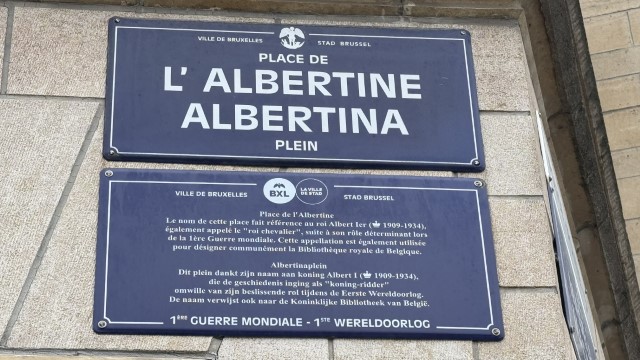 VILLE DE BRUXELLES STAD BRUSSEL
PLACE DE
L' ALBERTINE
ALBERTINA
PLEIN
VILLE DE BRUXELLES BXL LA VILLE DE STAD STAD BRUSSEL
Place de l'Albertine
Le nom de cette place fait référence au roi Albert Ier ( 1909-1934),
également appelé le "roi chevalier", suite à son rôle déterminant lors
de la 1ère Guerre mondiale. Cette appellation est également utilisée
pour désigner communément la Bibliothèque royale de Belgique.
Albertinaplein
Dit plein dankt zijn naam aan koning Albert I ( 1909-1934),
die de geschiedenis inging als "koning-ridder"
omwille van zijn beslissende rol tijdens de Eerste Wereldoorlog.
De naam verwijst ook naar de Koninklijke Bibliotheek van België.
1ère GUERRE MONDIALE - 1ste WERELDOORLOG